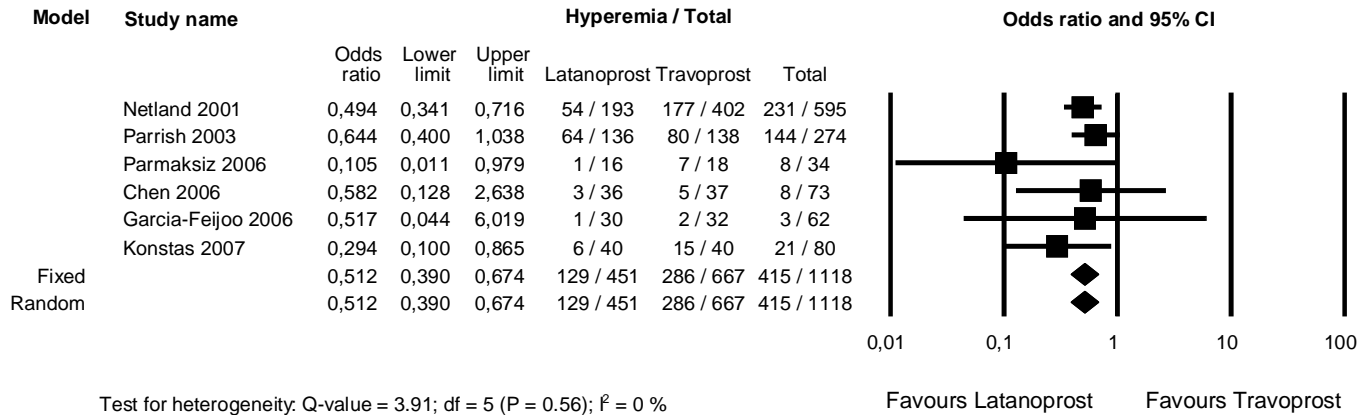 Model Study name Hyperemia / Total Odds ratio and 95% CI
Odds Lower Upper
ratio limit limit Latanoprost Travoprost Total
Netland 2001 0,494 0,341 0,716 54 / 193 177 / 402 231 / 595
Parrish 2003 0,644 0,400 1,038 64 / 136 80 / 138 144 / 274
Parmaksiz 2006 0,105 0,011 0,979 1 / 16 7 / 18 8 / 34
Chen 2006 0,582 0,128 2,638 3 / 36 5 / 37 8 / 73
Garcia-Feijoo 2006 0,517 0,044 6,019 1 / 30 2 / 32 3 / 62
Konstas 2007 0,294 0,100 0,865 6 / 40 15 / 40 21 / 80
Fixed 0,512 0,390 0,674 129 / 451 286 / 667 415 / 1118
Random 0,512 0,390 0,674 129 / 451 286 / 667 415 / 1118
0,01 0,1 1 10 100
Test for heterogeneity: Q-value = 3.91; df = 5 (P = 0.56); I² = 0 % Favours Latanoprost Favours Travoprost